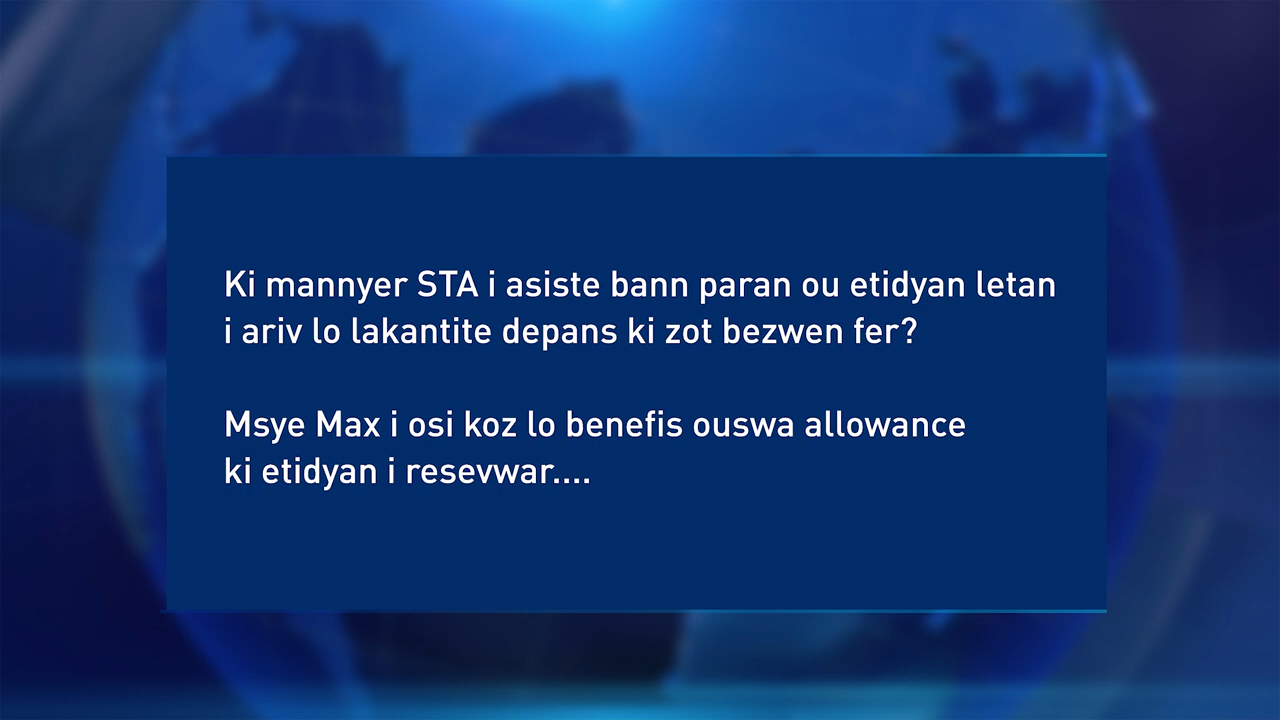 Ki mannyer STA i asiste bann paran ou etidyan letan
i ariv lo lakantite depans ki zot bezwen fer?
Msye Max i osi koz lo benefis ouswa allowance
ki etidyan i resevwar....